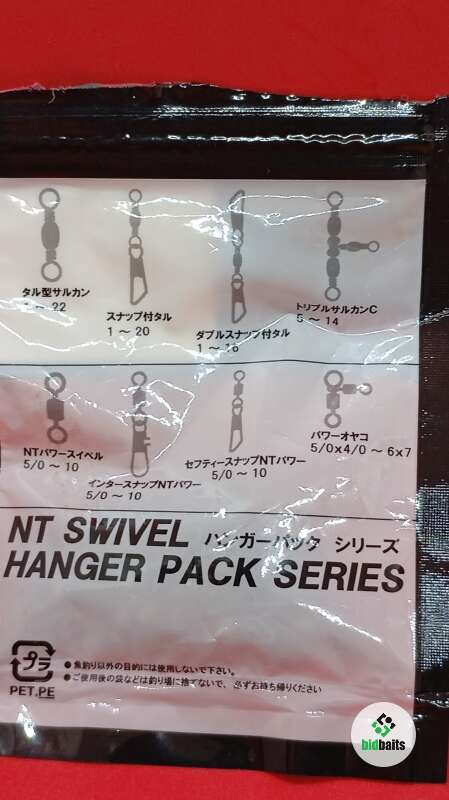 タル型サルカン
～ 22
スナップ付タル
1 ～ 20
ダブルスナップ付タル
1 ～ 16
トリプルサルカンC
5 ～ 14
NTパワースイベル
5/0 ～ 10
インタースナップNTパワー
5/0 ～ 10
セフティースナップNTパワー
5/0 ～ 10
パワーオヤコ
5/0x4/0 ～ 6x7
NT SWIVEL ハンガーパック シリーズ
HANGER PACK SERIES
プラ
PET.PE
●魚釣り以外の目的には使用しないで下さい。
●ご使用後の袋などは釣り場に捨てないで、必ずお持ち帰りください
bidbaits